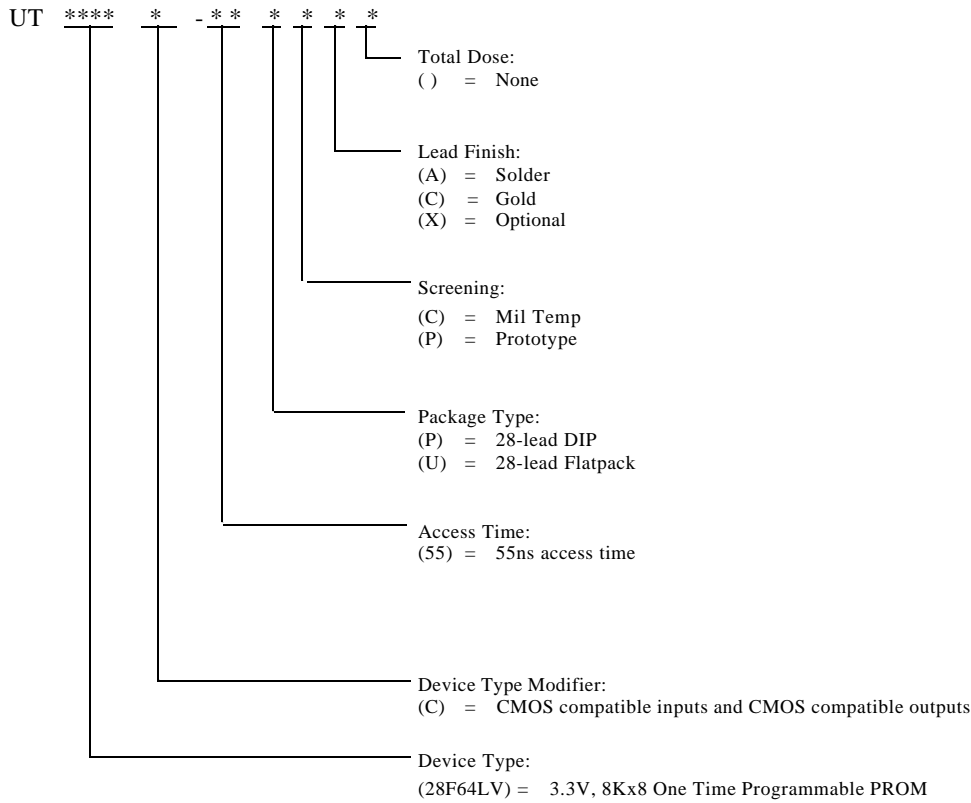 UT **** * - * * * * * *
Total Dose:
( ) = None
Lead Finish:
(A) = Solder
(C) = Gold
(X) = Optional
Screening:
(C) = Mil Temp
(P) = Prototype
Package Type:
(P) = 28-lead DIP
(U) = 28-lead Flatpack
Access Time:
(55) = 55ns access time
Device Type Modifier:
(C) = CMOS compatible inputs and CMOS compatible outputs
Device Type:
(28F64LV) = 3.3V, 8Kx8 One Time Programmable PROM